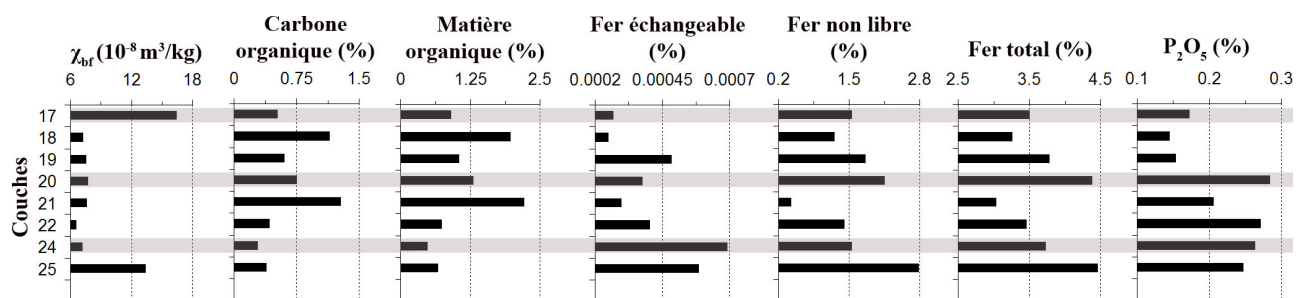 χbf (10-8 m3/kg)
6 12 18
Carbone
organique (%)
0 0.75 1.5
Matière
organique (%)
0 1.25 2.5
Fer échangeable
(%)
0.0002 0.00045 0.0007
Fer non libre
(%)
0.2 1.5 2.8
Fer total (%)
2.5 3.5 4.5
P2O5 (%)
0.1 0.2 0.3
Couches
17
18
19
20
21
22
24
25